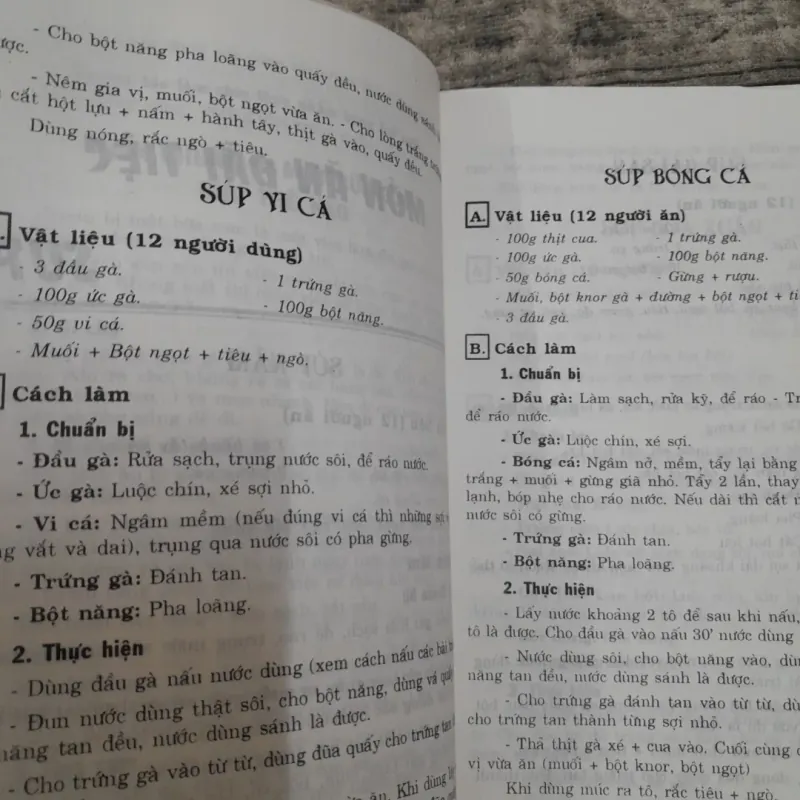 - Cho bột năng pha loãng vào quấy đều, nước dùng sánh
ược.
- Nêm gia vị, muối, bột ngọt vừa ăn. - Cho lòng trắng trứng
cắt hột lựu + nấm + hành tây, thịt gà vào, quấy đều.
Dùng nóng, rắc ngò + tiêu.
SÚP VI CÁ
Vật liệu (12 người dùng)
- 3 đầu gà.
- 1 trứng gà.
- 100g ức gà.
- 100g bột năng.
- 50g vi cá.
- Muối + Bột ngọt + tiêu + ngò.
Cách làm
1. Chuẩn bị
- Đầu gà: Rửa sạch, trụng nước sôi, để ráo nước.
- Ức gà: Luộc chín, xé sợi nhỏ.
- Vi cá: Ngâm mềm (nếu đúng vi cá thì những sợi
ng vắt và dai), trụng qua nước sôi có pha gừng.
- Trứng gà: Đánh tan.
- Bột năng: Pha loãng.
2. Thực hiện
- Dùng đầu gà nấu nước dùng (xem cách nấu các bài
- Đun nước dùng thật sôi, cho bột năng, dùng vá quấy
năng tan đều, nước dùng sánh là được.
- Cho trứng gà vào từ từ, dùng đũa quấy cho trứng tan
ăn. Khi dùng
SÚP BÓNG CÁ
A. Vật liệu (12 người ăn)
- 100g thịt cua.
- 1 trứng gà.
- 100g ức gà.
- 100g bột năng.
- 50g bóng cá.
- Gừng + rượu.
- Muối, bột knor gà + đường + bột ngọt + ti
- 3 đầu gà.
B. Cách làm
1. Chuẩn bị
- Đầu gà: Làm sạch, rửa kỹ, để ráo - Tr
để ráo nước.
- Ức gà: Luộc chín, xé sợi.
- Bóng cá: Ngâm nở, mềm, tẩy lại bằng
trắng + muối + gừng giã nhỏ. Tẩy 2 lần, thay
lạnh, bóp nhẹ cho ráo nước. Nếu dài thì cắt n
nước sôi có gừng.
- Trứng gà: Đánh tan.
- Bột năng: Pha loãng.
2. Thực hiện
- Lấy nước khoảng 2 tô để sau khi nấu,
tô là được. Cho đầu gà vào nấu 30' nước dùng
- Nước dùng sôi, cho bột năng vào, dùn
năng tan đều, nước dùng sánh là được.
- Cho trứng gà đánh tan vào từ từ, dù
cho trứng tan thành từng sợi nhỏ.
- Thả thịt gà xé + cua vào. Cuối cùng
vị vừa ăn (muối + bột knor, bột ngọt)
Khi dùng múc ra tô, rắc tiêu + ngò.